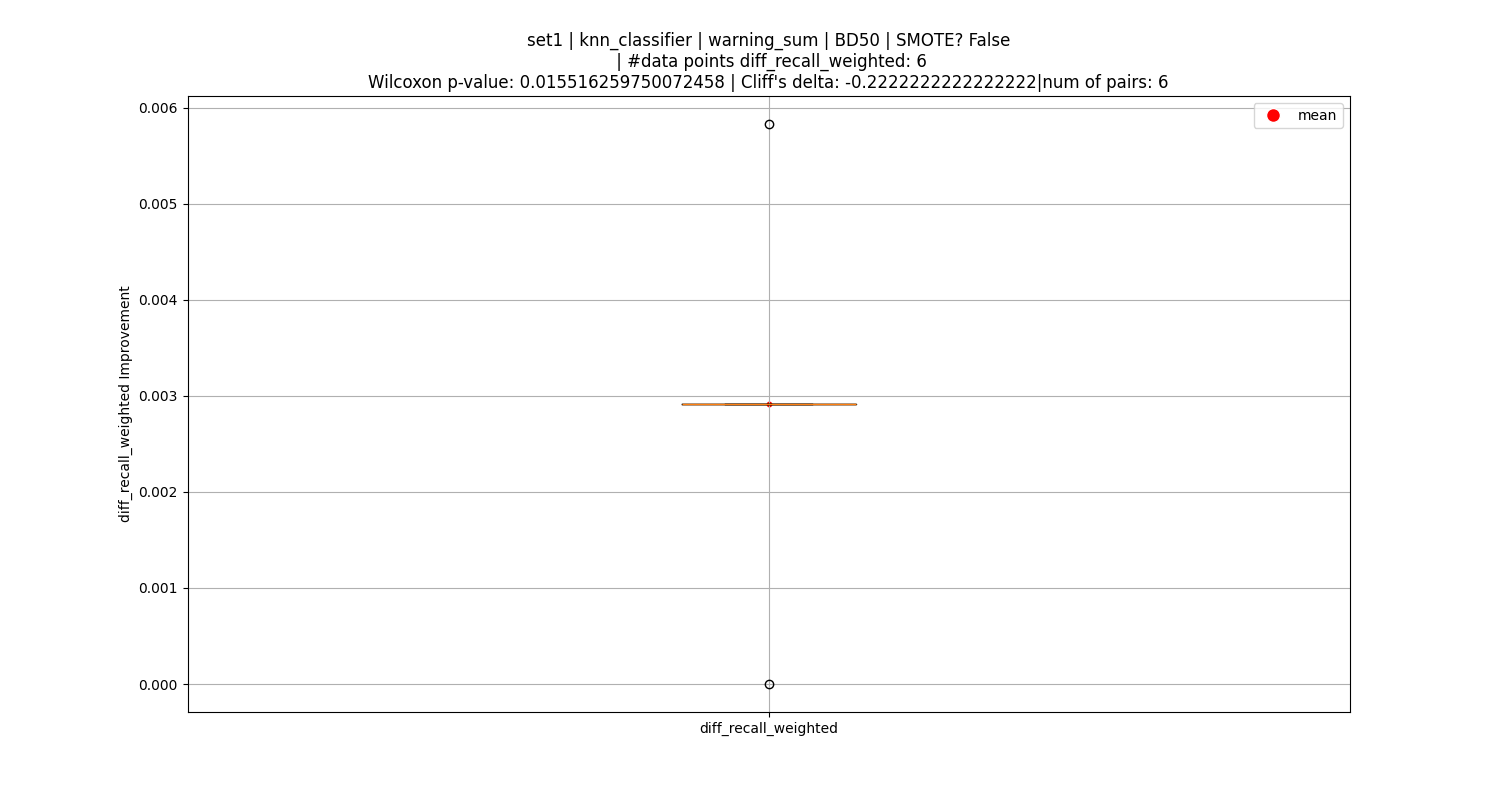 set1 | knn_classifier | warning_sum | BD50 | SMOTE? False
| #data points diff_recall_weighted: 6
Wilcoxon p-value: 0.015516259750072458 | Cliff's delta: -0.2222222222222222|num of pairs: 6
mean
0.006
0.005
0.004
0.003
0.002
0.001
0.000
diff_recall_weighted Improvement
diff_recall_weighted